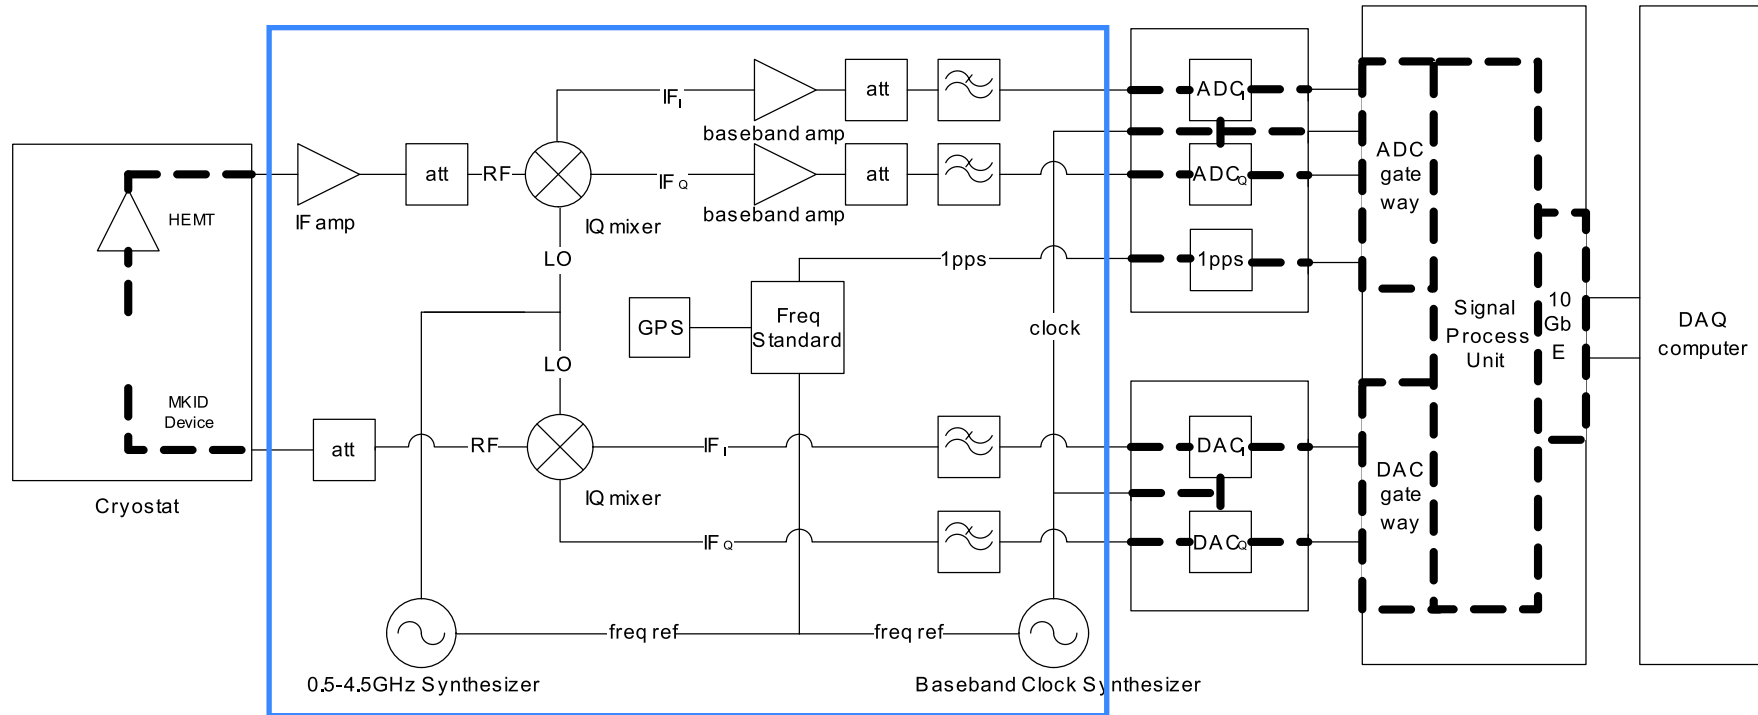 IF I
ADC I
baseband amp
att
att
RF
IF Q
att
ADC Q
baseband amp
HEMT
IF amp
IQ mixer
ADC
gate
way
LO
1pps
1pps
GPS
Freq
Standard
clock
Signal
Process
Unit
10
Gb
E
DAQ
computer
LO
MKID
Device
att
RF
IF I
DAC I
IQ mixer
DAC
gate
way
Cryostat
IF Q
DAC Q
freq ref
freq ref
0.5-4.5GHz Synthesizer
Baseband Clock Synthesizer